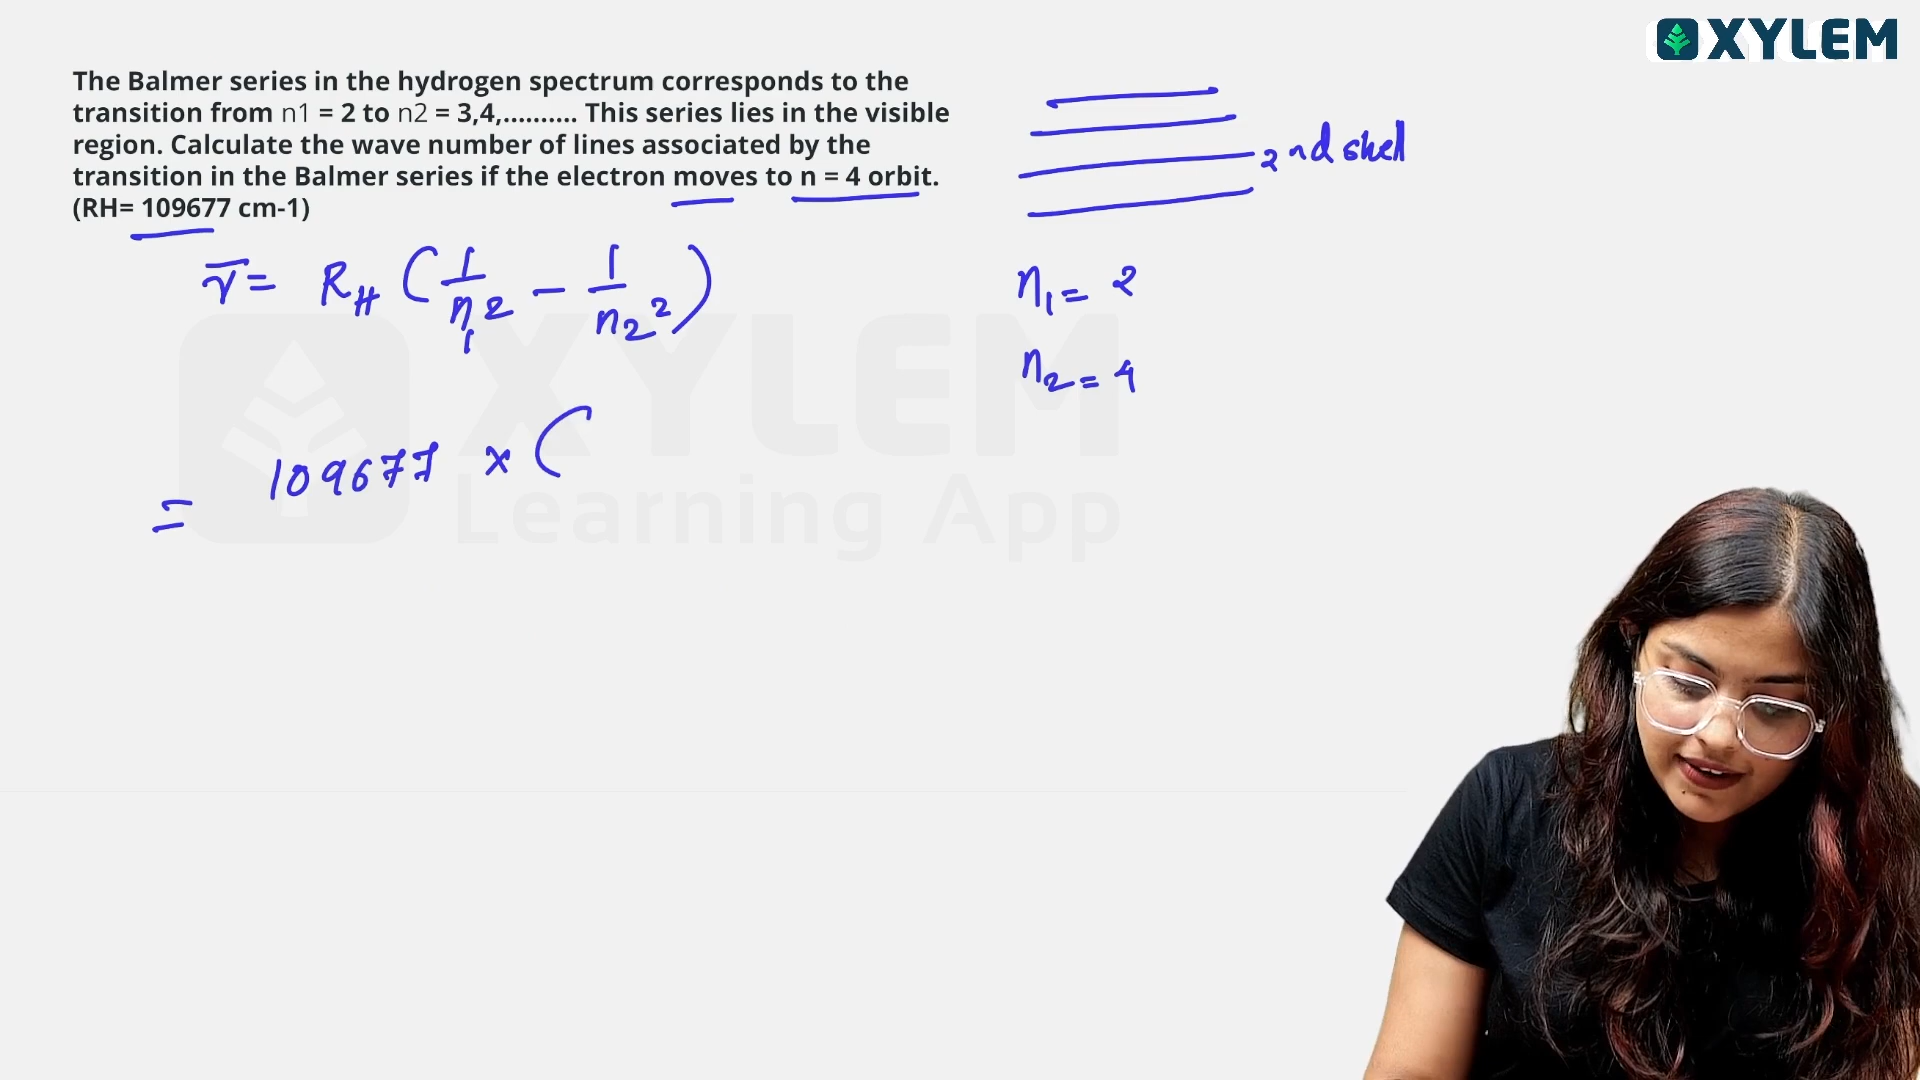 XYLEM
The Balmer series in the hydrogen spectrum corresponds to the
transition from n1 = 2 to n2 = 3,4,.......... This series lies in the visible
region. Calculate the wave number of lines associated by the
transition in the Balmer series if the electron moves to n = 4 orbit.
(RH= 109677 cm-1)
2nd shell
ν̅ = R_H (1/n₁² − 1/n₂²)
n₁ = 2
n₂ = 4
= 109677 × (
XYLEM
Learning App